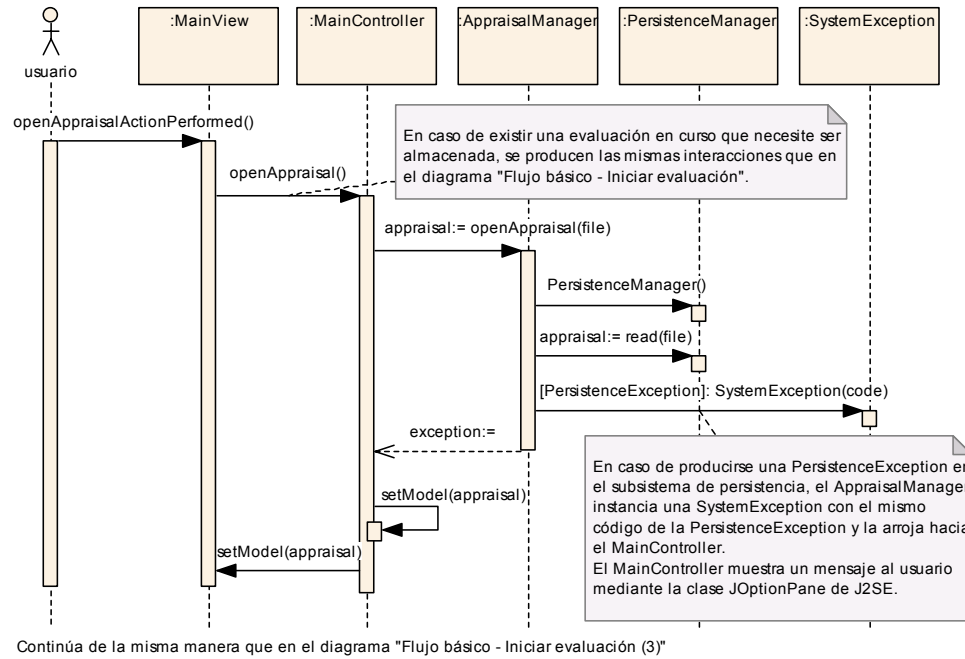 :MainView
:MainController
:AppraisalManager
:PersistenceManager
:SystemException
usuario
openAppraisalActionPerformed()
En caso de existir una evaluación en curso que necesite ser
almacenada, se producen las mismas interacciones que en
el diagrama "Flujo básico - Iniciar evaluación".
openAppraisal()
appraisal:= openAppraisal(file)
PersistenceManager()
appraisal:= read(file)
[PersistenceException]: SystemException(code)
exception:=
En caso de producirse una PersistenceException en
el subsistema de persistencia, el AppraisalManager
instancia una SystemException con el mismo
código de la PersistenceException y la arroja hacia
el MainController.
El MainController muestra un mensaje al usuario
mediante la clase JOptionPane de J2SE.
setModel(appraisal)
setModel(appraisal)
Continúa de la misma manera que en el diagrama "Flujo básico - Iniciar evaluación (3)"